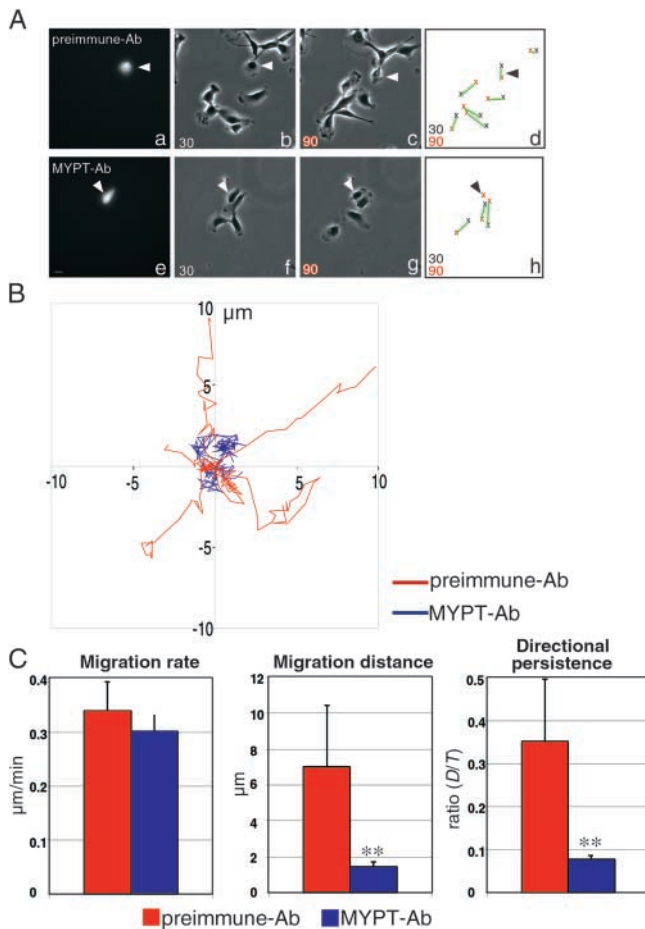 A
preimmune-Ab
a
30
b
90
c
30
90
d
MYPT-Ab
e
30
f
90
g
30
90
h
B
10
µm
5
-10
-5
5
10
-5
-10
preimmune-Ab
MYPT-Ab
C
Migration rate
0.4
0.3
0.2
0.1
0
µm/min
Migration distance
12
10
8
6
4
2
0
µm
**
Directional
persistence
0.5
0.4
0.3
0.2
0.1
0
ratio (D/T)
**
preimmune-Ab
MYPT-Ab